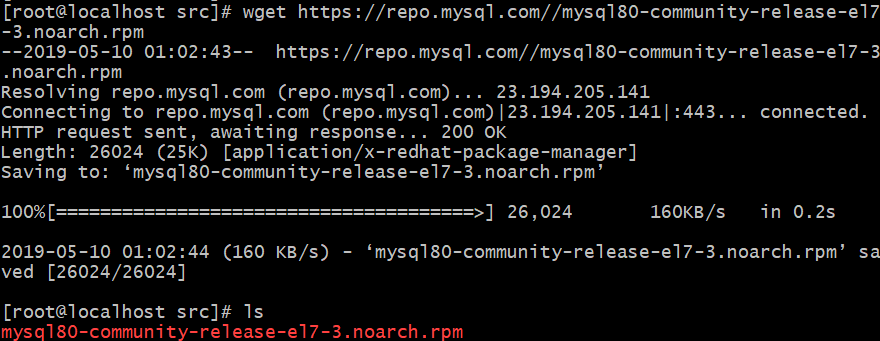 [root@localhost src]# wget https://repo.mysql.com//mysql80-community-release-el7
-3.noarch.rpm
--2019-05-10 01:02:43--  https://repo.mysql.com//mysql80-community-release-el7-3
.noarch.rpm
Resolving repo.mysql.com (repo.mysql.com)... 23.194.205.141
Connecting to repo.mysql.com (repo.mysql.com)|23.194.205.141|:443... connected.
HTTP request sent, awaiting response... 200 OK
Length: 26024 (25K) [application/x-redhat-package-manager]
Saving to: ‘mysql80-community-release-el7-3.noarch.rpm’
100%[======================================>] 26,024       160KB/s   in 0.2s
2019-05-10 01:02:44 (160 KB/s) - ‘mysql80-community-release-el7-3.noarch.rpm’ sa
ved [26024/26024]
[root@localhost src]# ls
mysql80-community-release-el7-3.noarch.rpm